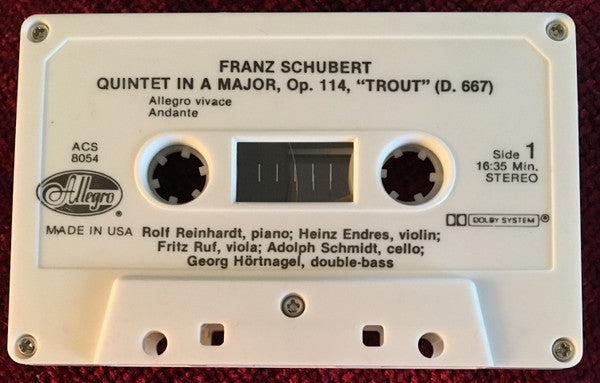 FRANZ SCHUBERT
QUINTET IN A MAJOR, Op. 114, "TROUT" (D. 667)
Allegro vivace
Andante
ACS
8054
Side 1
16:35 Min.
STEREO
Allegro®
DOLBY SYSTEM ®
MADE IN USA
Rolf Reinhardt, piano; Heinz Endres, violin;
Fritz Ruf, viola; Adolph Schmidt, cello;
Georg Hörtnagel, double-bass